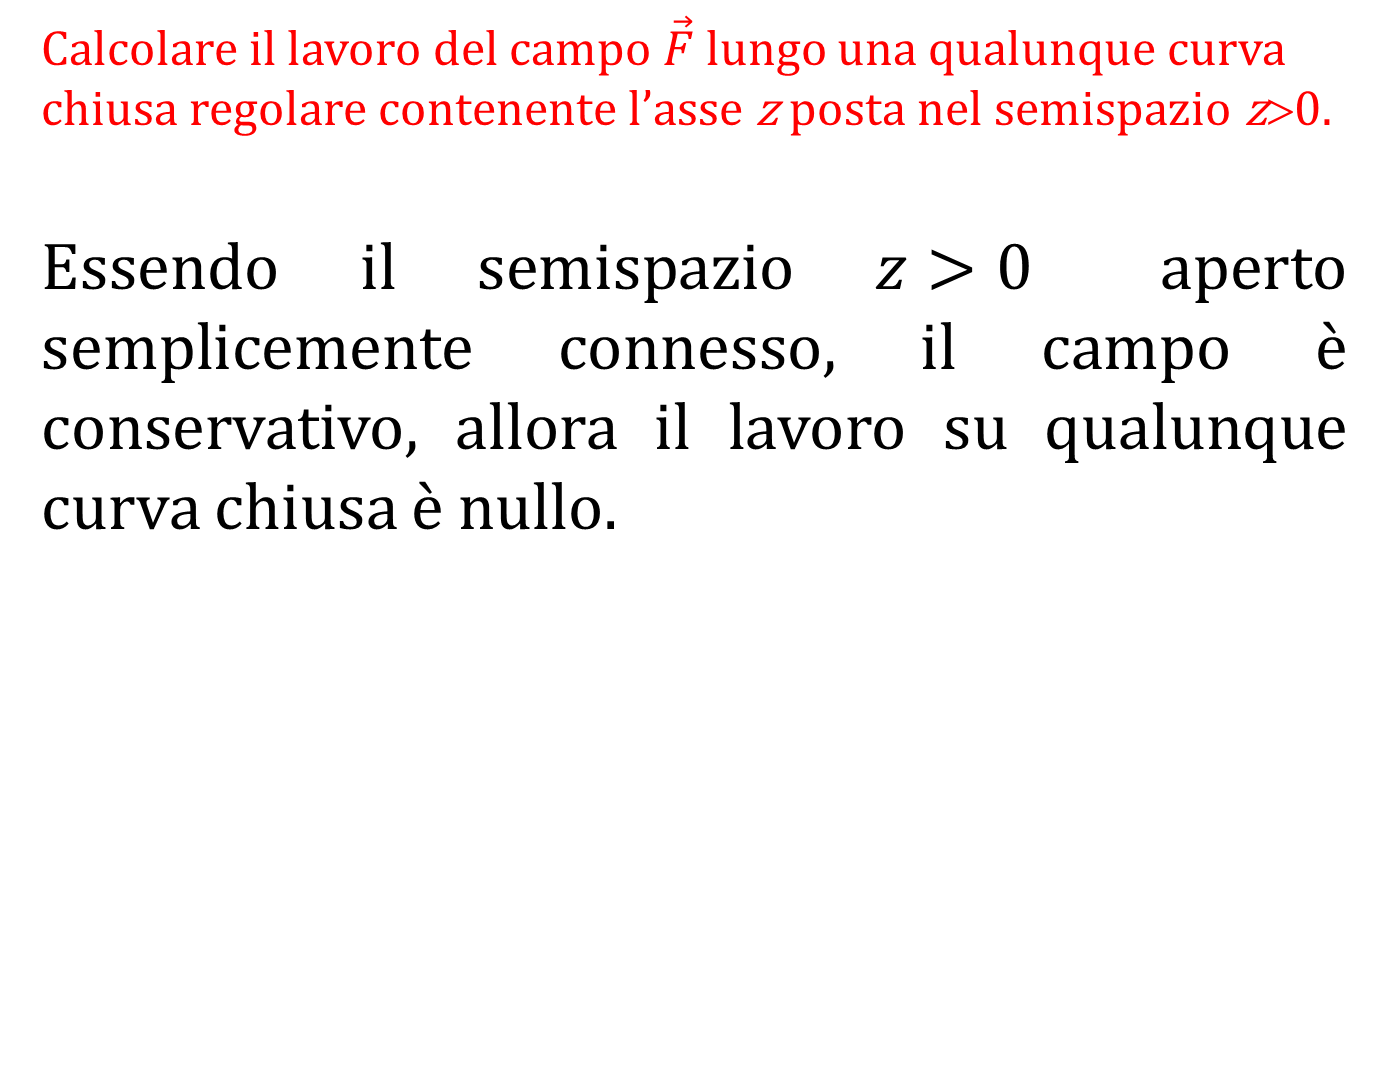 Calcolare il lavoro del campo \vec{F} lungo una qualunque curva
chiusa regolare contenente l’asse z posta nel semispazio z>0.
Essendo il semispazio z > 0 aperto
semplicemente connesso, il campo è
conservativo, allora il lavoro su qualunque
curva chiusa è nullo.